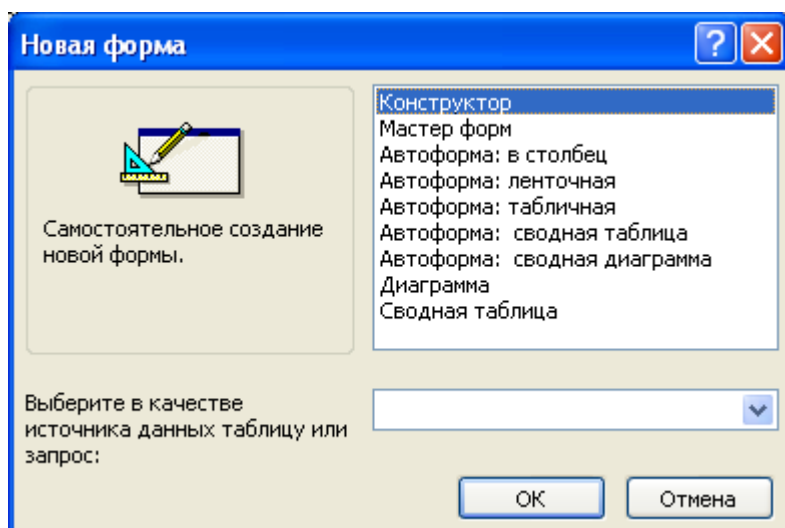 Новая форма
Конструктор
Мастер форм
Автоформа: в столбец
Автоформа: ленточная
Автоформа: табличная
Автоформа:  сводная таблица
Автоформа:  сводная диаграмма
Диаграмма
Сводная таблица
Самостоятельное создание
новой формы.
Выберите в качестве
источника данных таблицу или
запрос:
ОК
Отмена